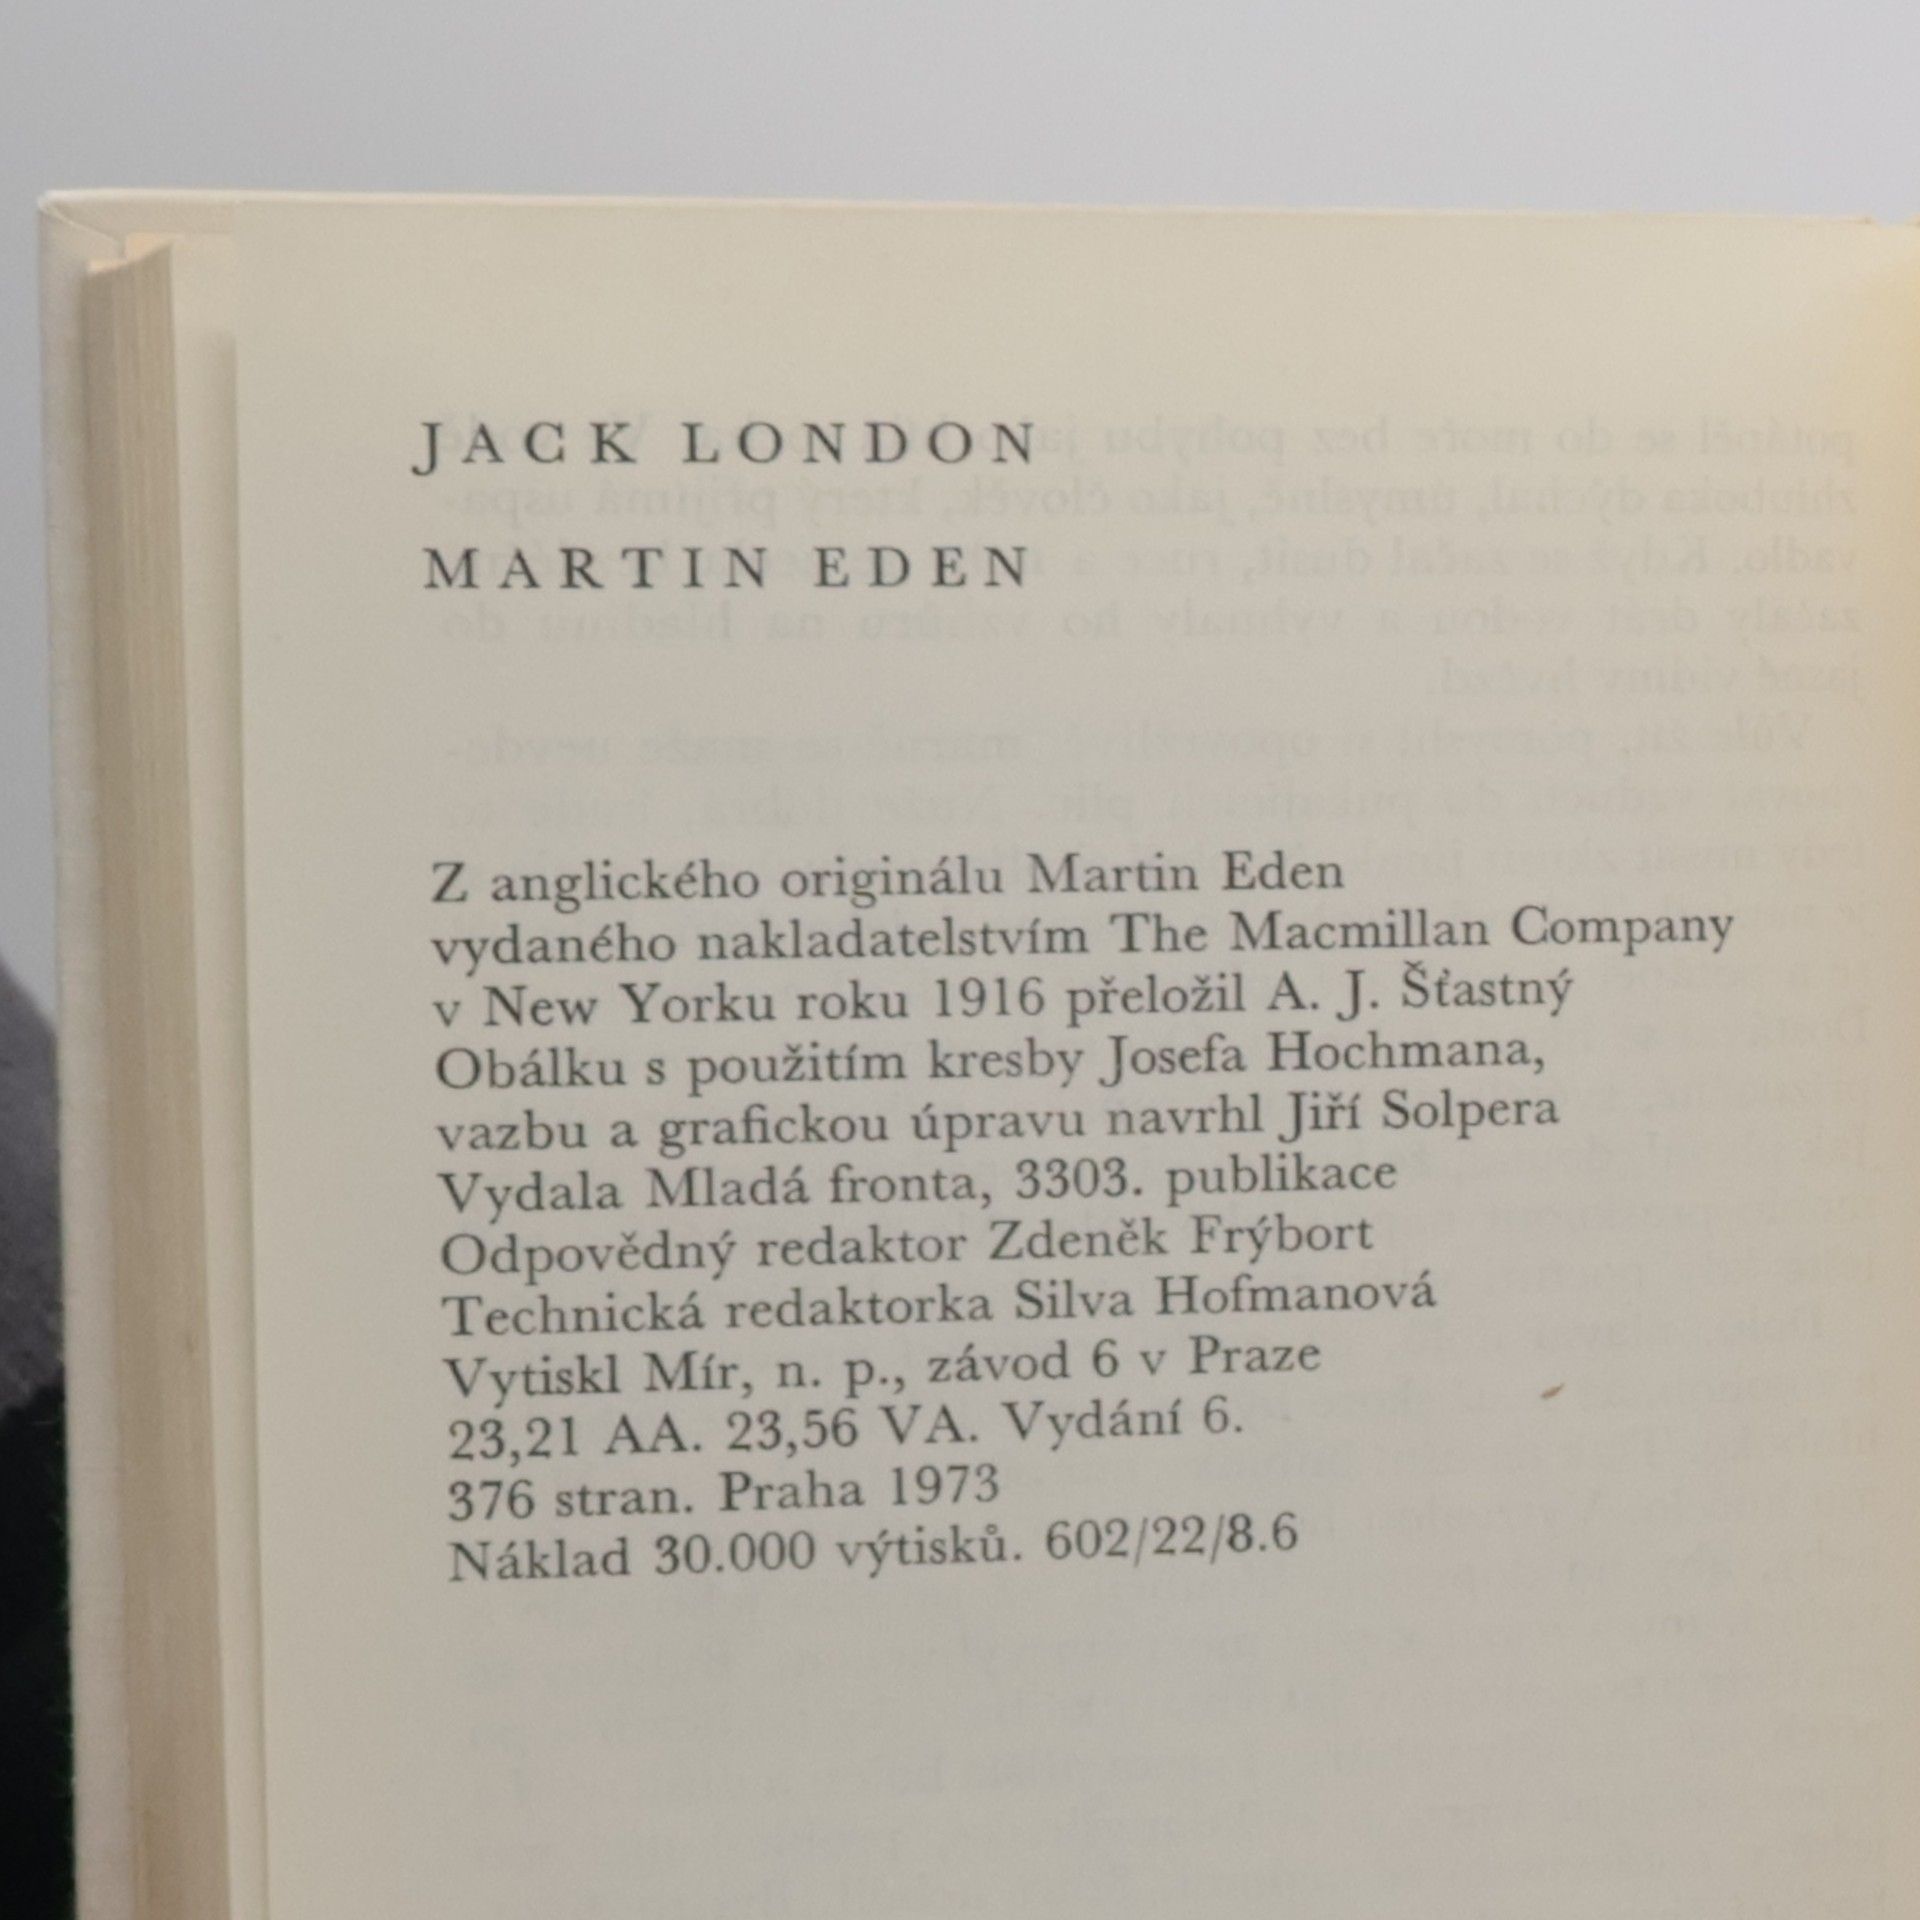 JACK LONDON
MARTIN EDEN
Z anglického originálu Martin Eden
vydaného nakladatelstvím The Macmillan Company
v New Yorku roku 1916 přeložil A. J. Šťastný
Obálku s použitím kresby Josefa Hochmana,
vazbu a grafickou úpravu navrhl Jiří Solpera
Vydala Mladá fronta, 3303. publikace
Odpovědný redaktor Zdeněk Frýbort
Technická redaktorka Silva Hofmanová
Vytiskl Mír, n. p., závod 6 v Praze
23,21 AA. 23,56 VA. Vydání 6.
376 stran. Praha 1973
Náklad 30.000 výtisků. 602/22/8.6